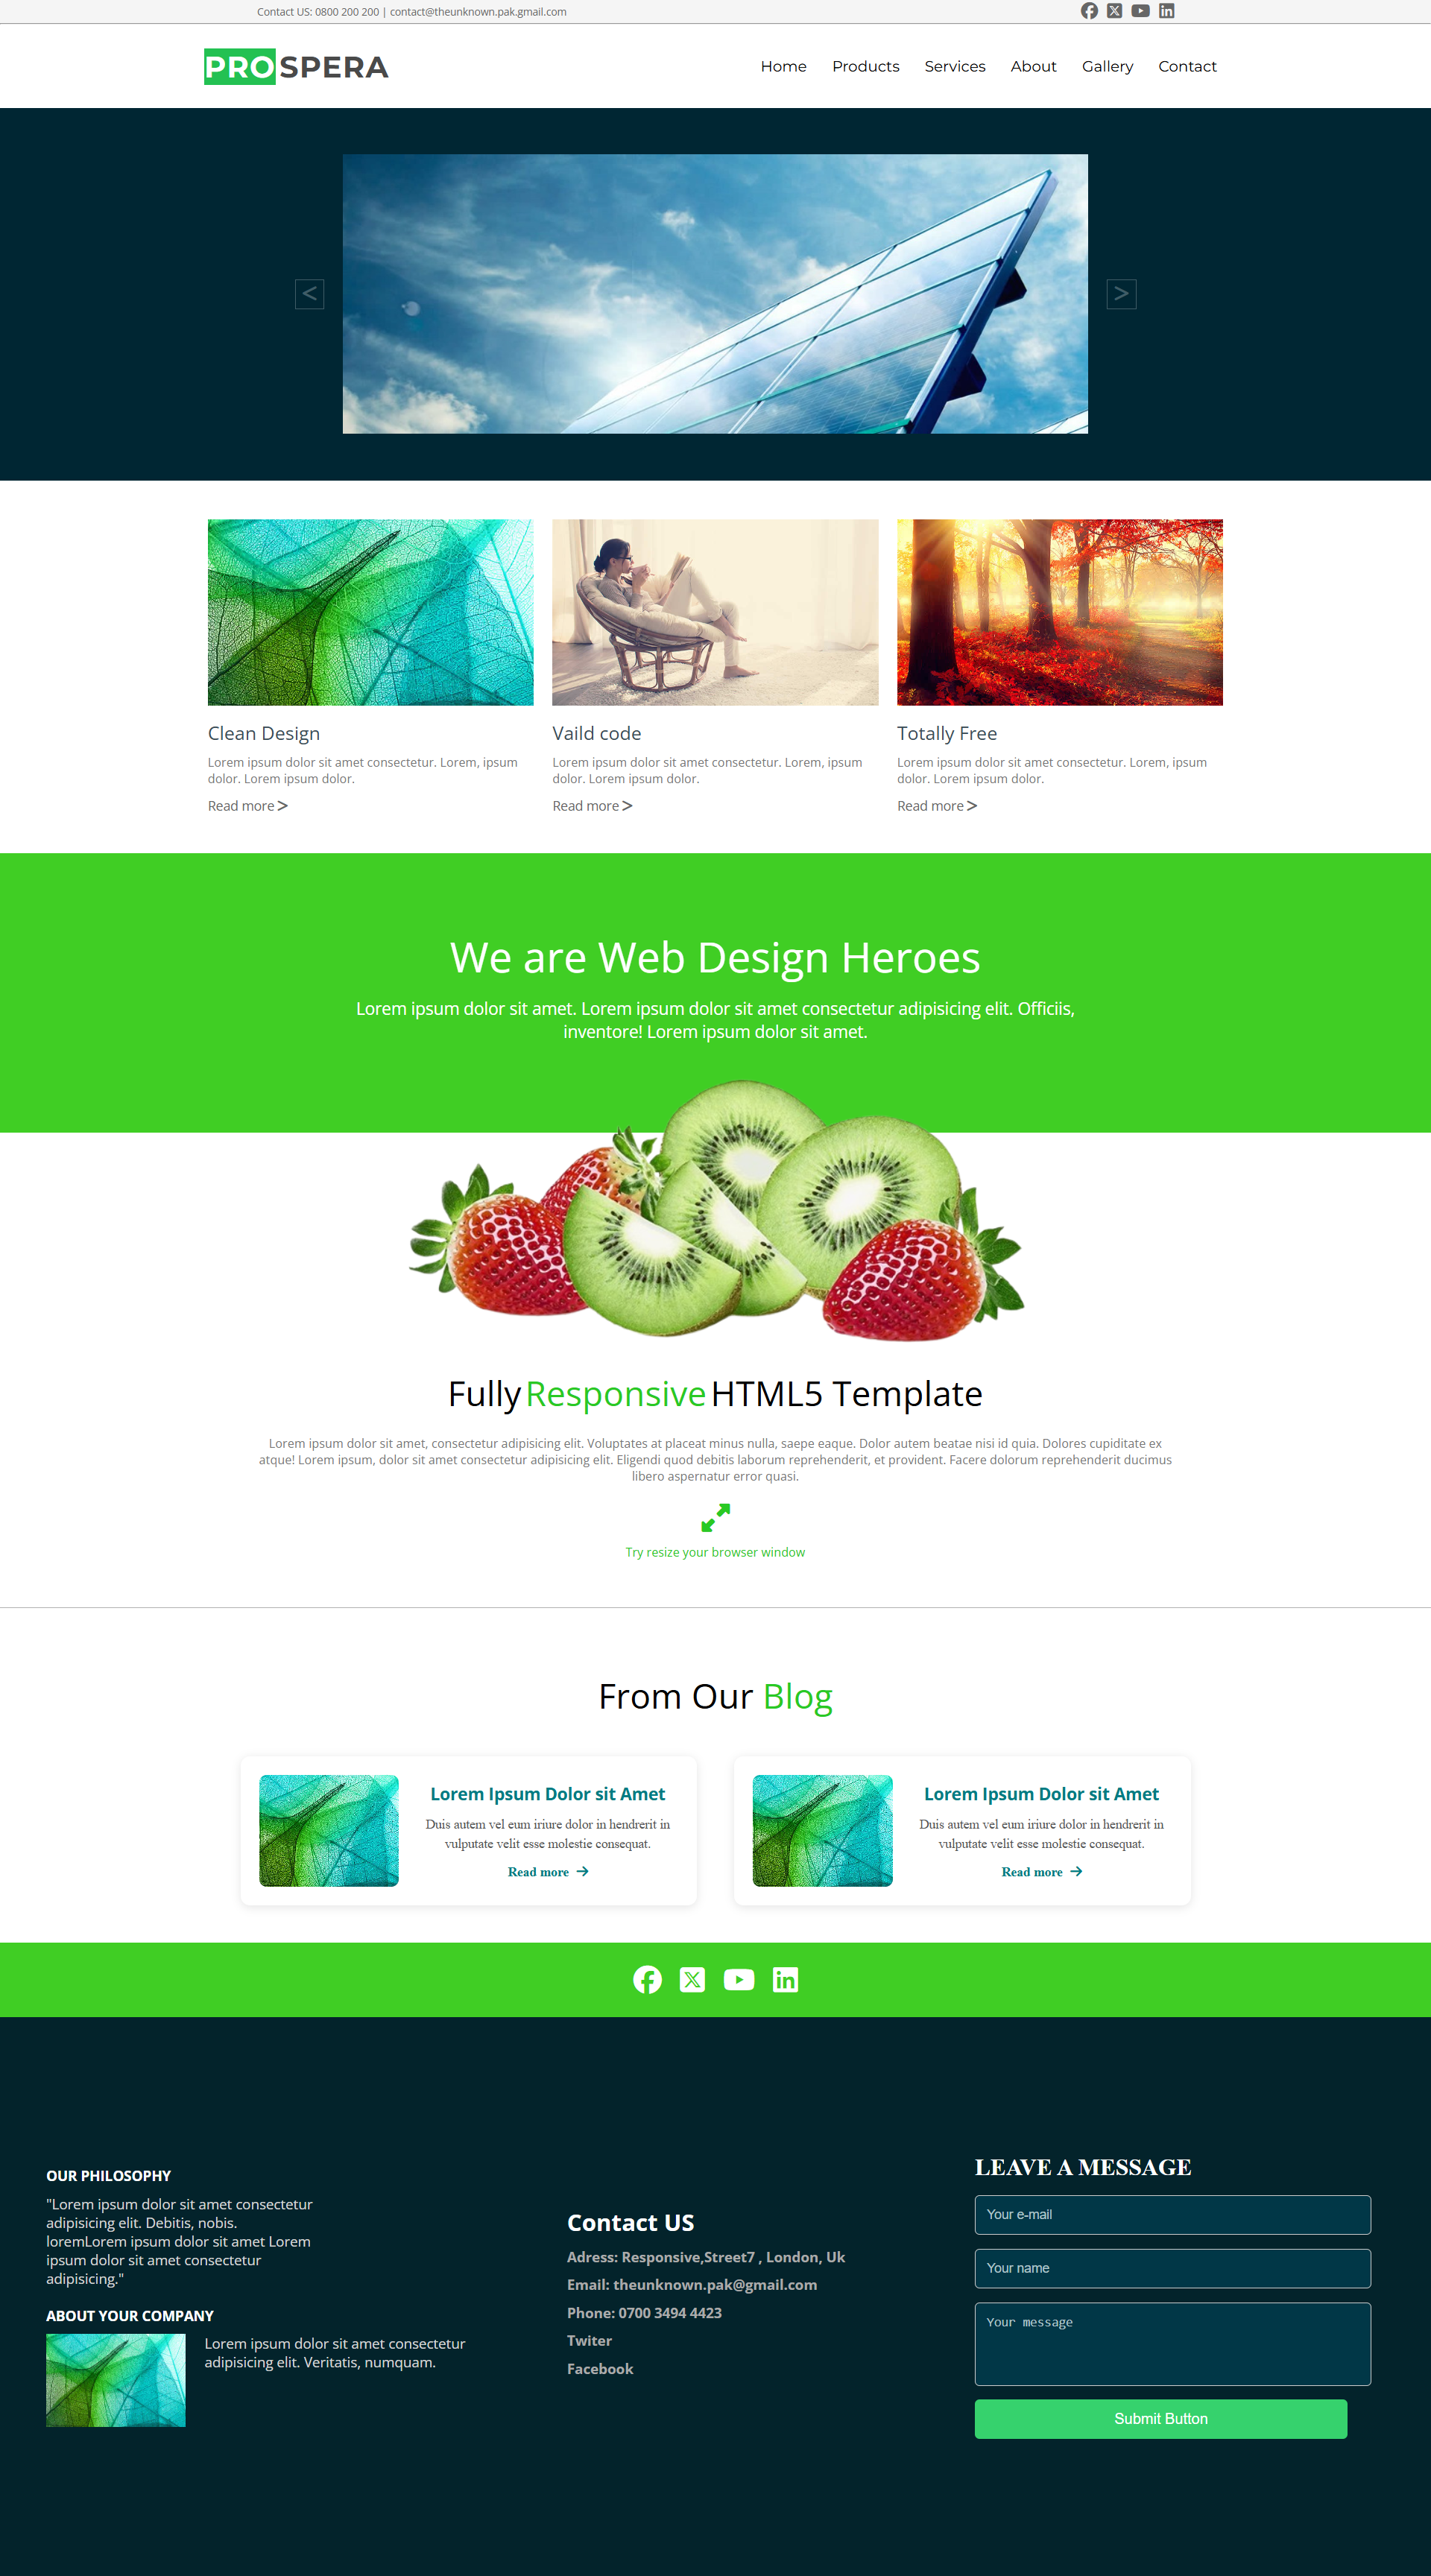 Contact US: 0800 200 200 | contact@theunknown.pak.gmail.com
PROSPERA
Home Products Services About Gallery Contact
< >
Clean Design
Lorem ipsum dolor sit amet consectetur. Lorem, ipsum
dolor. Lorem ipsum dolor.
Read more >
Vaild code
Lorem ipsum dolor sit amet consectetur. Lorem, ipsum
dolor. Lorem ipsum dolor.
Read more >
Totally Free
Lorem ipsum dolor sit amet consectetur. Lorem, ipsum
dolor. Lorem ipsum dolor.
Read more >
We are Web Design Heroes
Lorem ipsum dolor sit amet. Lorem ipsum dolor sit amet consectetur adipisicing elit. Officiis,
inventore! Lorem ipsum dolor sit amet.
Fully Responsive HTML5 Template
Lorem ipsum dolor sit amet, consectetur adipisicing elit. Voluptates at placeat minus nulla, saepe eaque. Dolor autem beatae nisi id quia. Dolores cupiditate ex
atque! Lorem ipsum, dolor sit amet consectetur adipisicing elit. Eligendi quod debitis laborum reprehenderit, et provident. Facere dolorum reprehenderit ducimus
libero aspernatur error quasi.
Try resize your browser window
From Our Blog
Lorem Ipsum Dolor sit Amet
Duis autem vel eum iriure dolor in hendrerit in
vulputate velit esse molestie consequat.
Read more →
Lorem Ipsum Dolor sit Amet
Duis autem vel eum iriure dolor in hendrerit in
vulputate velit esse molestie consequat.
Read more →
OUR PHILOSOPHY
"Lorem ipsum dolor sit amet consectetur
adipisicing elit. Debitis, nobis.
loremLorem ipsum dolor sit amet Lorem
ipsum dolor sit amet consectetur
adipisicing."
ABOUT YOUR COMPANY
Lorem ipsum dolor sit amet consectetur
adipisicing elit. Veritatis, numquam.
Contact US
Adress: Responsive,Street7 , London, Uk
Email: theunknown.pak@gmail.com
Phone: 0700 3494 4423
Twiter
Facebook
LEAVE A MESSAGE
Your e-mail
Your name
Your message
Submit Button